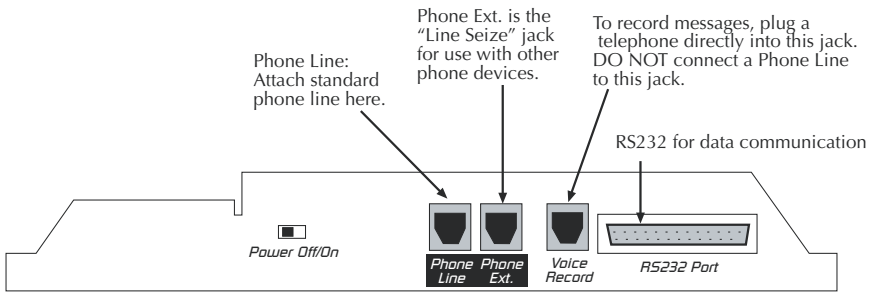 Phone Line:
Attach standard
phone line here.
Phone Ext. is the
“Line Seize” jack
for use with other
phone devices.
To record messages, plug a
telephone directly into this jack.
DO NOT connect a Phone Line
to this jack.
RS232 for data communication
Power Off/On
Phone
Line
Phone
Ext.
Voice
Record
RS232 Port